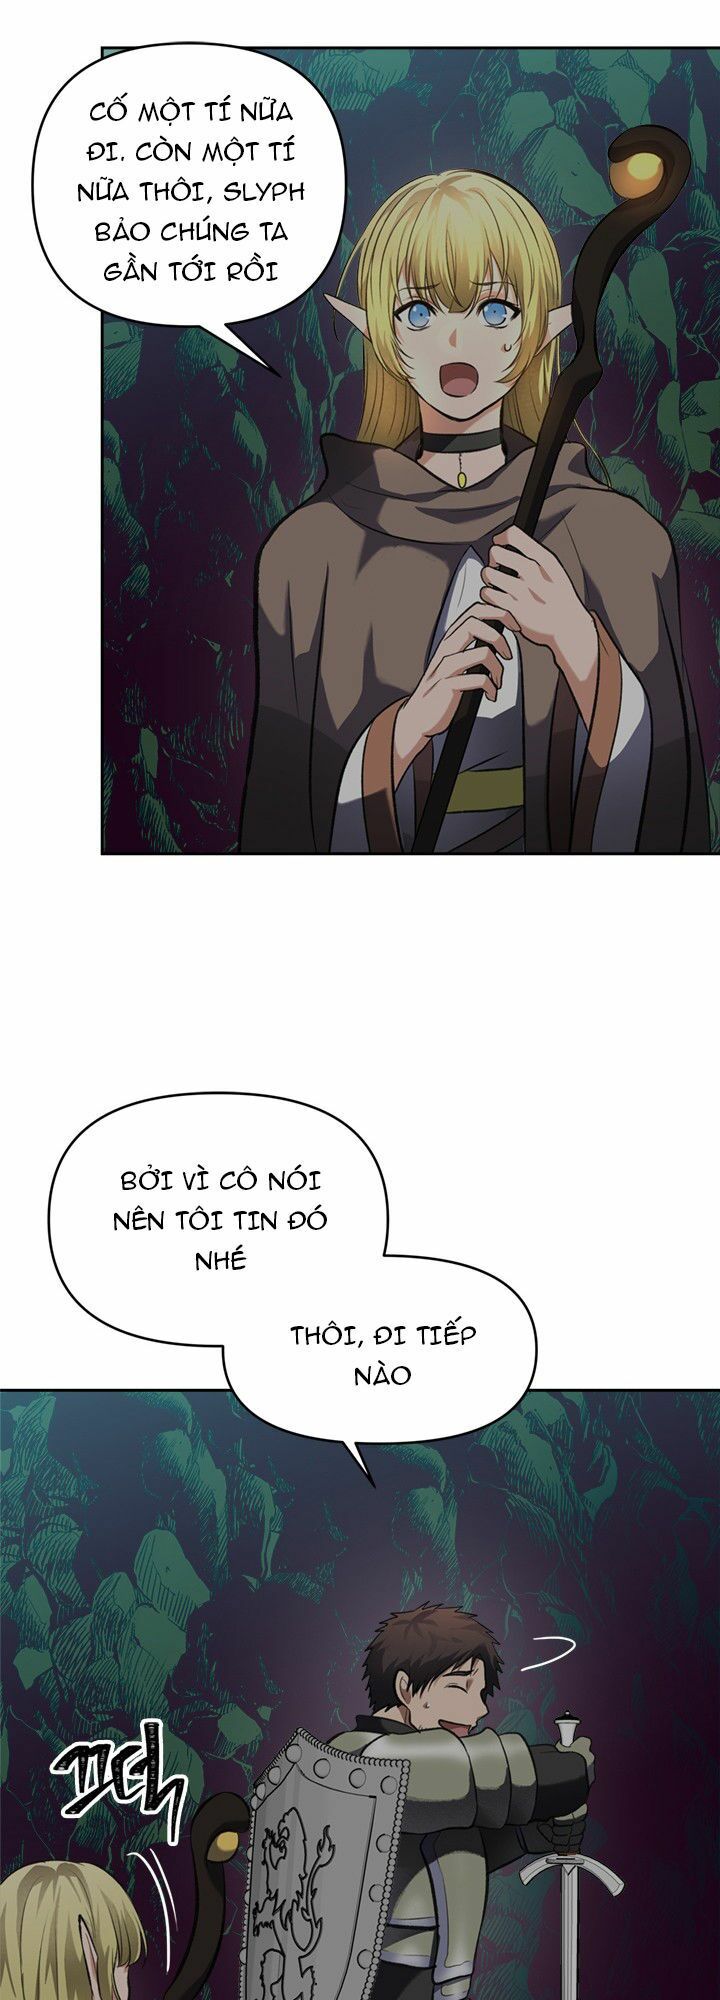 CỐ MỘT TÍ NỮA
ĐI. CÒN MỘT TÍ
NỮA THÔI, SLYPH
BẢO CHÚNG TA
GẦN TỚI RỒI
BỞI VÌ CÔ NÓI
NÊN TÔI TIN ĐÓ
NHÉ
THÔI, ĐI TIẾP
NÀO